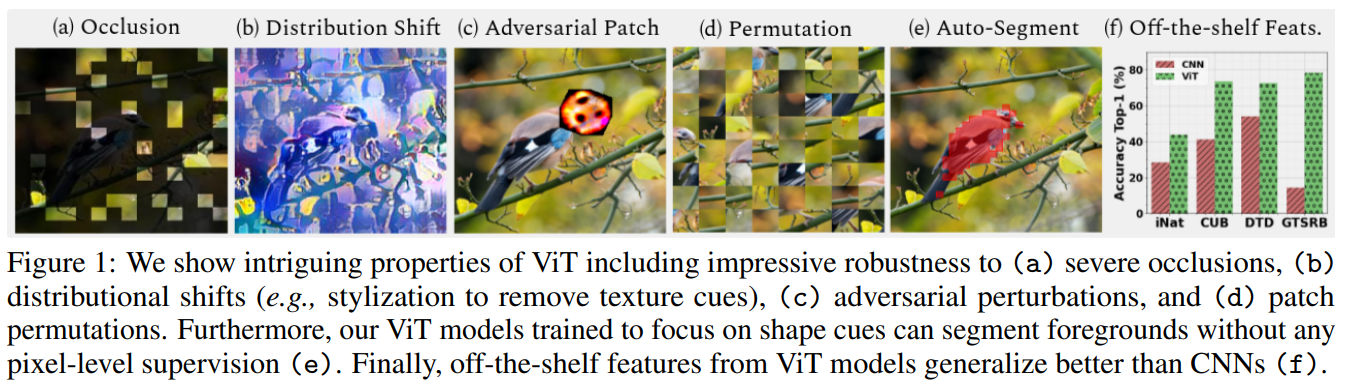 (a) Occlusion (b) Distribution Shift (c) Adversarial Patch (d) Permutation (e) Auto-Segment (f) Off-the-shelf Feats.
Accuracy Top-1 (%)
80
60
40
20
0
CNN
ViT
iNat CUB DTD GTSRB
Figure 1: We show intriguing properties of ViT including impressive robustness to (a) severe occlusions, (b)
distributional shifts (e.g., stylization to remove texture cues), (c) adversarial perturbations, and (d) patch
permutations. Furthermore, our ViT models trained to focus on shape cues can segment foregrounds without any
pixel-level supervision (e). Finally, off-the-shelf features from ViT models generalize better than CNNs (f).